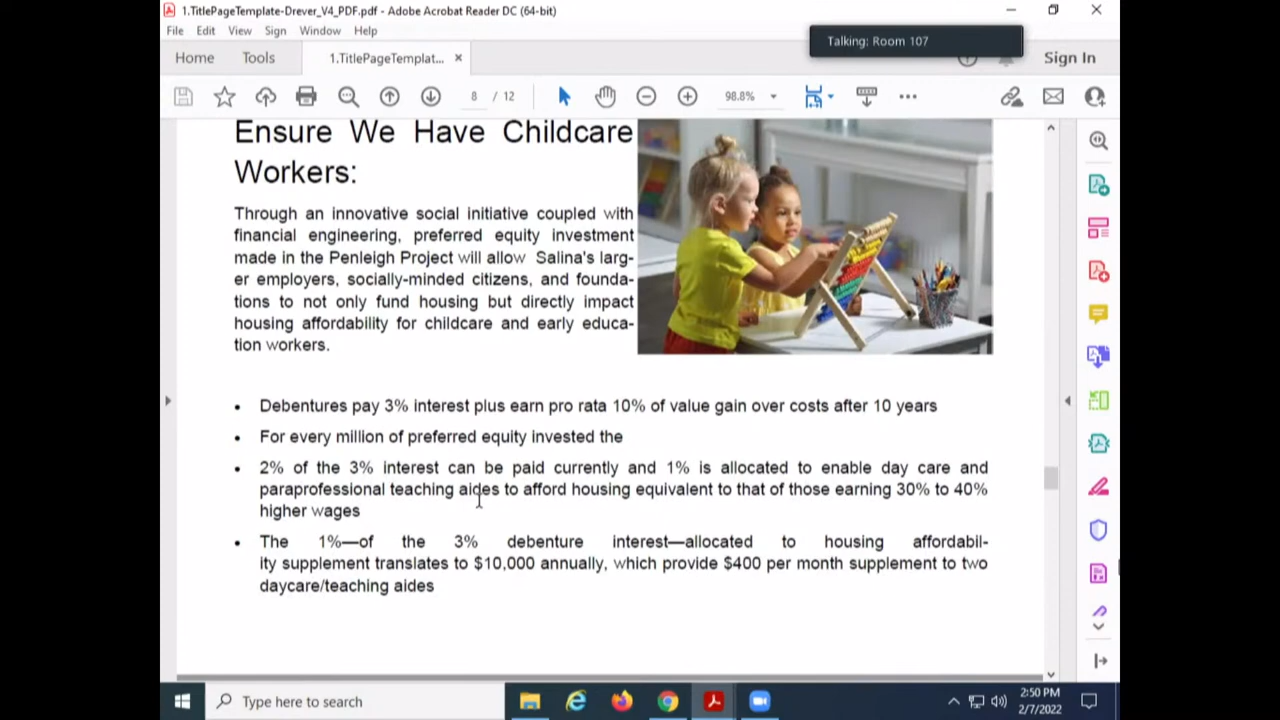 1.TitlePageTemplate-Drever_V4_PDF.pdf - Adobe Acrobat Reader DC (64-bit)
File Edit View Sign Window Help
Talking: Room 107
Home Tools 1.TitlePageTemplat... × Sign In
8 / 12 98.8%
Ensure We Have Childcare
Workers:
Through an innovative social initiative coupled with
financial engineering, preferred equity investment
made in the Penleigh Project will allow Salina's larg-
er employers, socially-minded citizens, and founda-
tions to not only fund housing but directly impact
housing affordability for childcare and early educa-
tion workers.
• Debentures pay 3% interest plus earn pro rata 10% of value gain over costs after 10 years
• For every million of preferred equity invested the
• 2% of the 3% interest can be paid currently and 1% is allocated to enable day care and
paraprofessional teaching aides to afford housing equivalent to that of those earning 30% to 40%
higher wages
• The 1%—of the 3% debenture interest—allocated to housing affordabil-
ity supplement translates to $10,000 annually, which provide $400 per month supplement to two
daycare/teaching aides
Type here to search
2:50 PM
2/7/2022